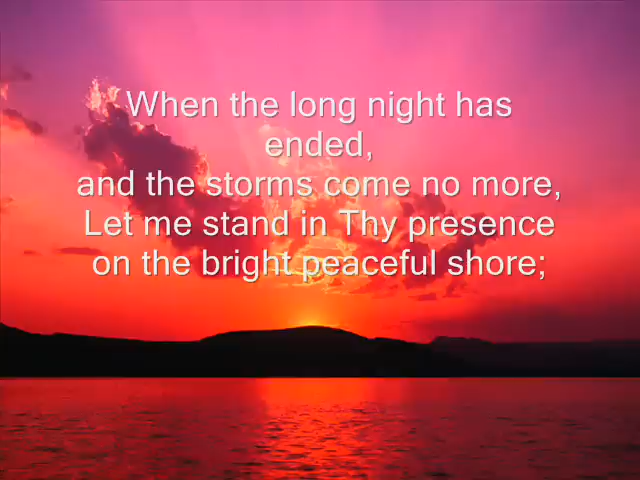 When the long night has
ended,
and the storms come no more,
Let me stand in Thy presence
on the bright peaceful shore;